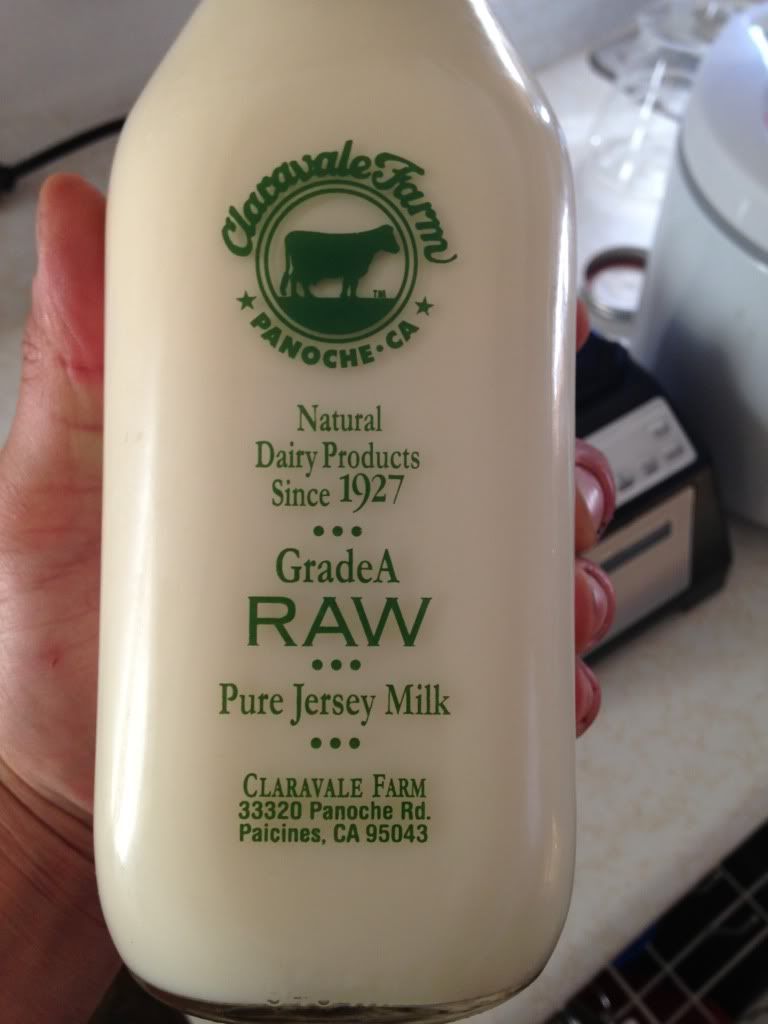 Claravale Farm
TM
★ PANOCHE • CA ★
Natural
Dairy Products
Since 1927
•••
GradeA
RAW
•••
Pure Jersey Milk
•••
CLARAVALE FARM
33320 Panoche Rd.
Paicines, CA 95043